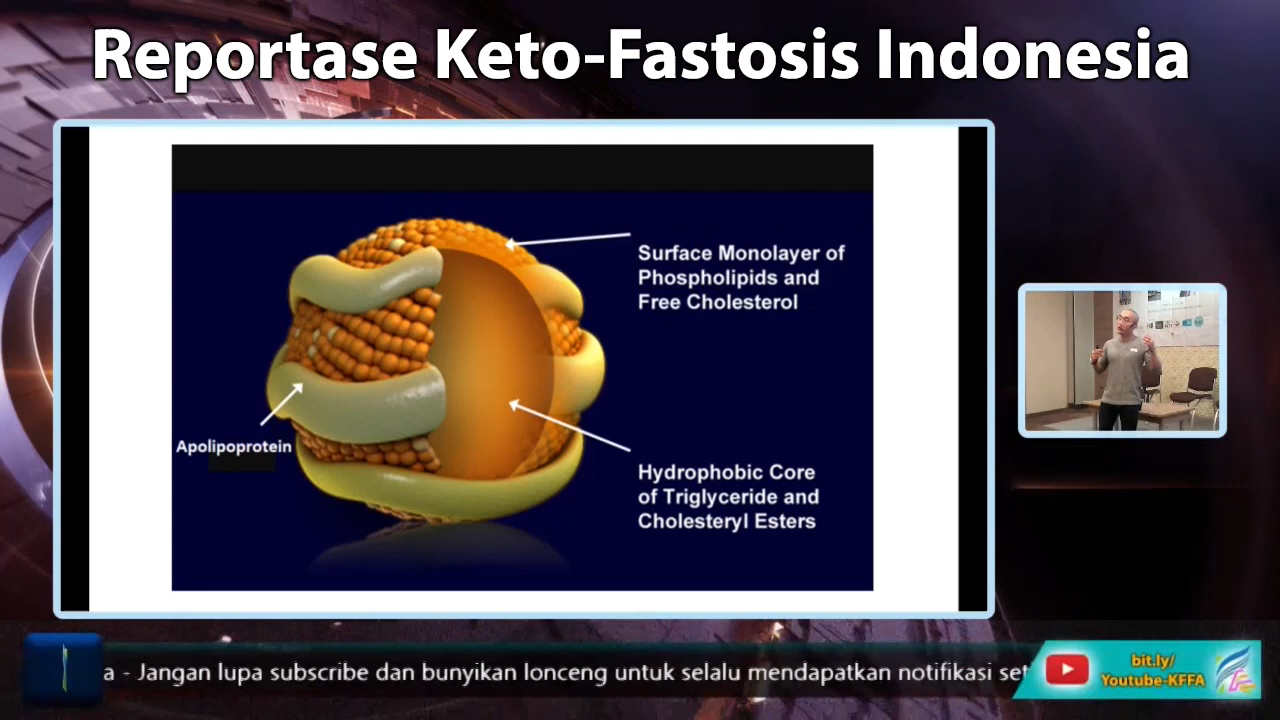 Reportase Keto-Fastosis Indonesia
Surface Monolayer of
Phospholipids and
Free Cholesterol
Apolipoprotein
Hydrophobic Core
of Triglyceride and
Cholesteryl Esters
a - Jangan lupa subscribe dan bunyikan lonceng untuk selalu mendapatkan notifikasi set
bit.ly/
Youtube-KFFA